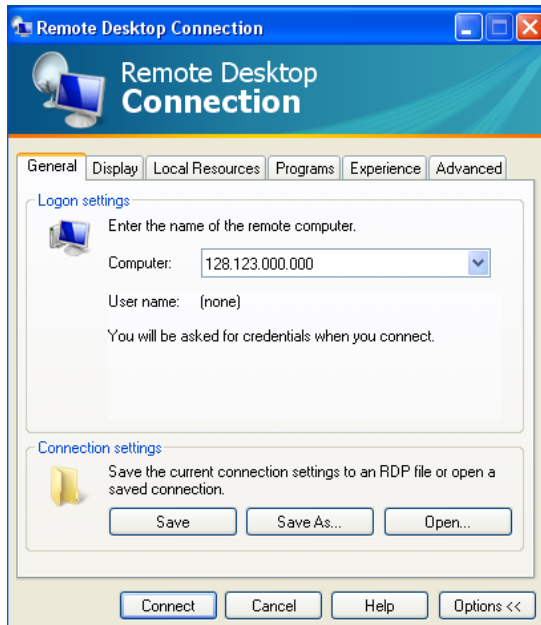 Remote Desktop Connection
Remote Desktop
Connection
General Display Local Resources Programs Experience Advanced
Logon settings
Enter the name of the remote computer.
Computer: 128.123.000.000
User name: (none)
You will be asked for credentials when you connect.
Connection settings
Save the current connection settings to an RDP file or open a
saved connection.
Save Save As... Open...
Connect Cancel Help Options <<